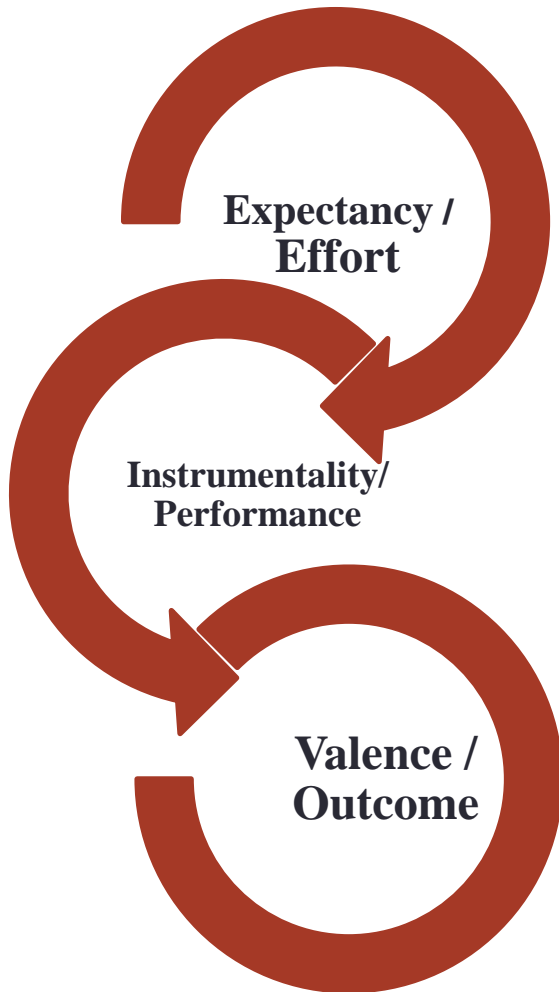 Expectancy /
Effort
Instrumentality/
Performance
Valence /
Outcome